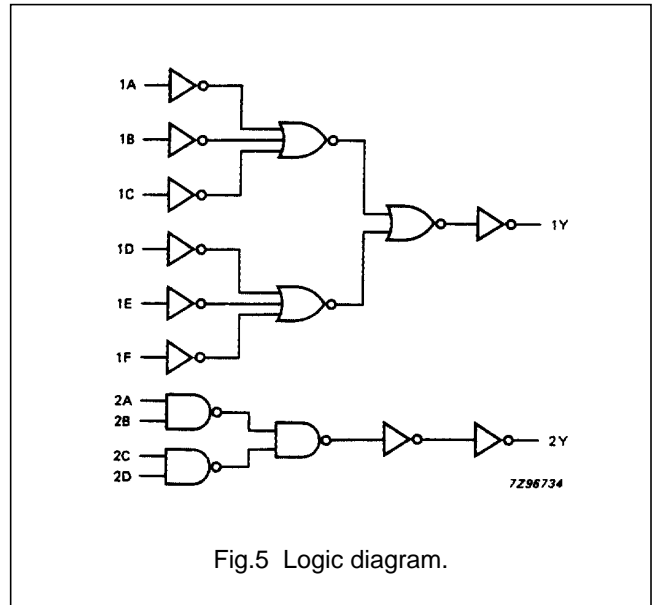 1A
1B
1C
1D
1E
1F
1Y
2A
2B
2C
2D
2Y
7Z96734
Fig.5 Logic diagram.